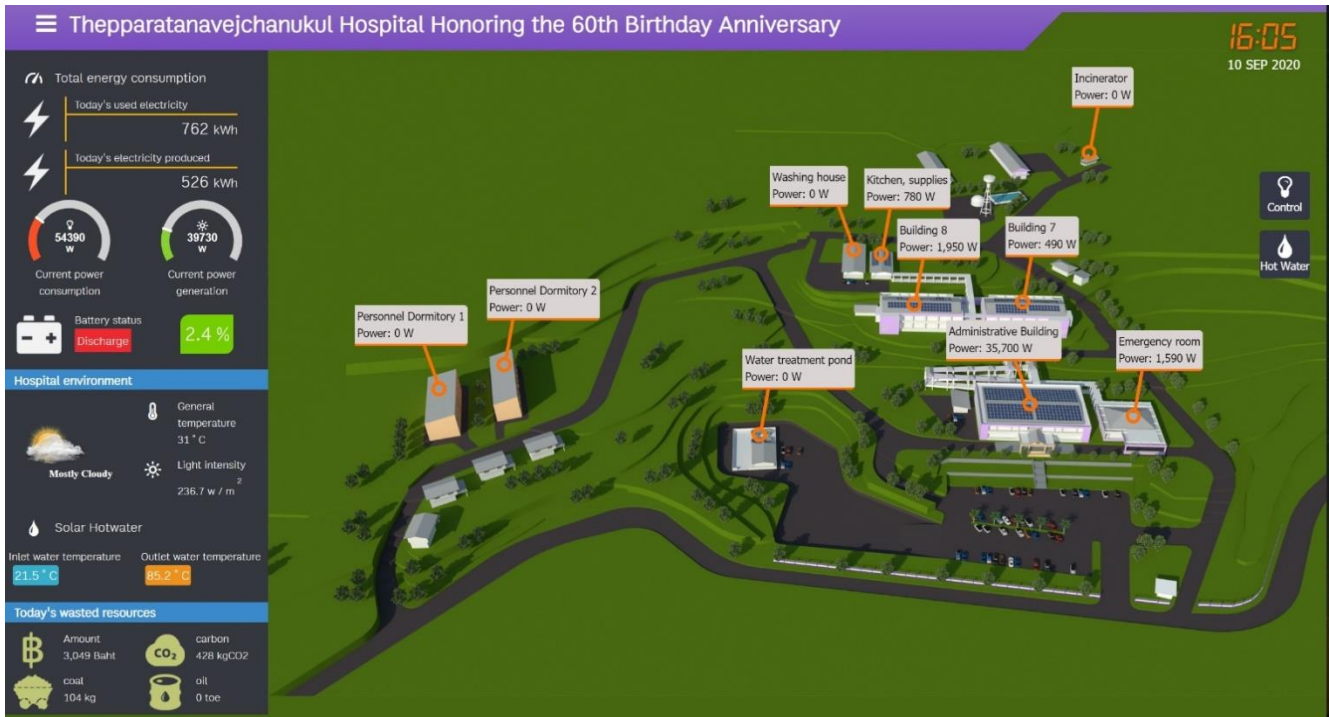 Thepparatanavejchanukul Hospital Honoring the 60th Birthday Anniversary
16:05
10 SEP 2020
Total energy consumption
Today's used electricity
762 kWh
Today's electricity produced
526 kWh
54390
W
39730
W
Current power
consumption
Current power
generation
Battery status
Discharge
2.4 %
Hospital environment
General
temperature
31 °C
Mostly Cloudy
Light intensity
236.7 w / m 2
Solar Hotwater
Inlet water temperature
21.5 °C
Outlet water temperature
85.2 °C
Today's wasted resources
Amount
3,049 Baht
CO2
carbon
428 kgCO2
coal
104 kg
oil
0 toe
Incinerator
Power: 0 W
Washing house
Power: 0 W
Kitchen, supplies
Power: 780 W
Building 8
Power: 1,950 W
Building 7
Power: 490 W
Personnel Dormitory 1
Power: 0 W
Personnel Dormitory 2
Power: 0 W
Water treatment pond
Power: 0 W
Administrative Building
Power: 35,700 W
Emergency room
Power: 1,590 W
Control
Hot Water